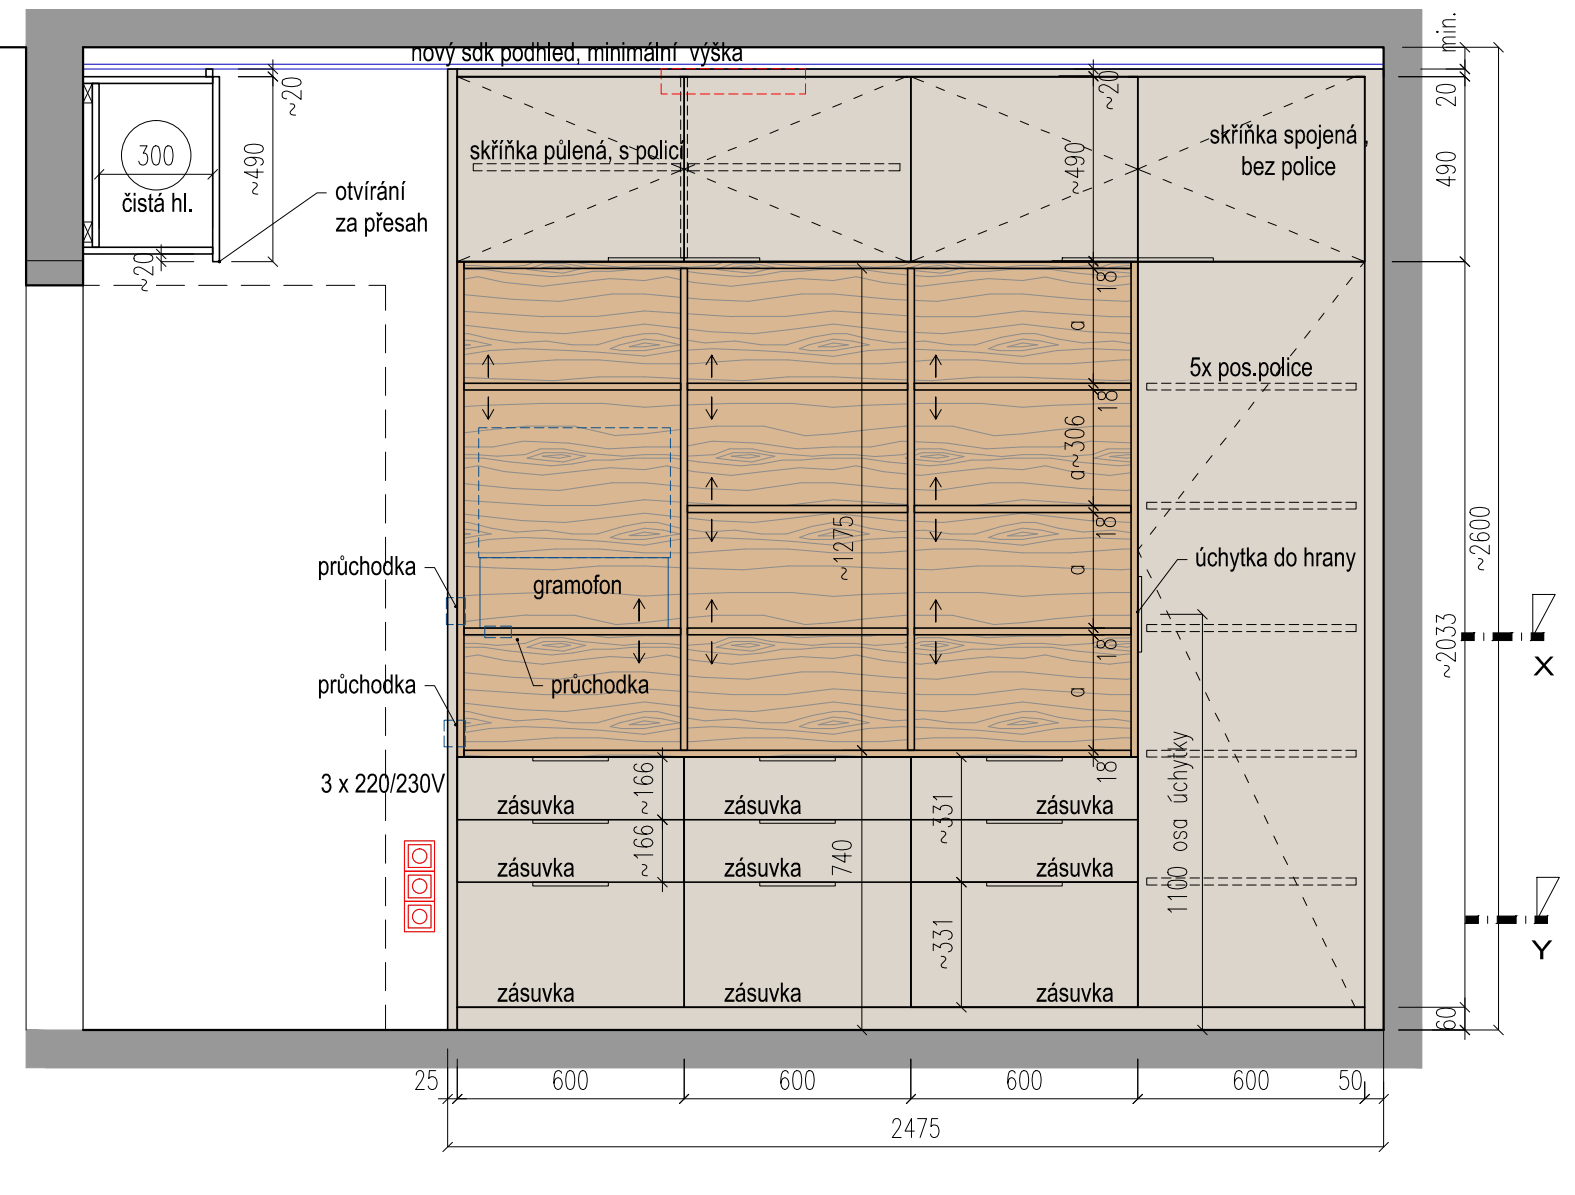 nový sdk podhled, minimální výška
min.
~20
~20
20
300
čistá hl.
~490
otvírání
za přesah
~20
skříňka půlená, s policí
~490
skříňka spojená,
bez police
490
18
a
5x pos.police
18
a~306
18
~1275
a
~2600
průchodka
gramofon
úchytka do hrany
18
~2033
X
průchodka
průchodka
a
3 x 220/230V
~166
18
1100 osa úchytky
zásuvka
zásuvka
zásuvka
~331
~166
740
zásuvka
zásuvka
zásuvka
~331
Y
zásuvka
zásuvka
zásuvka
60
25
600
600
600
600
50
2475